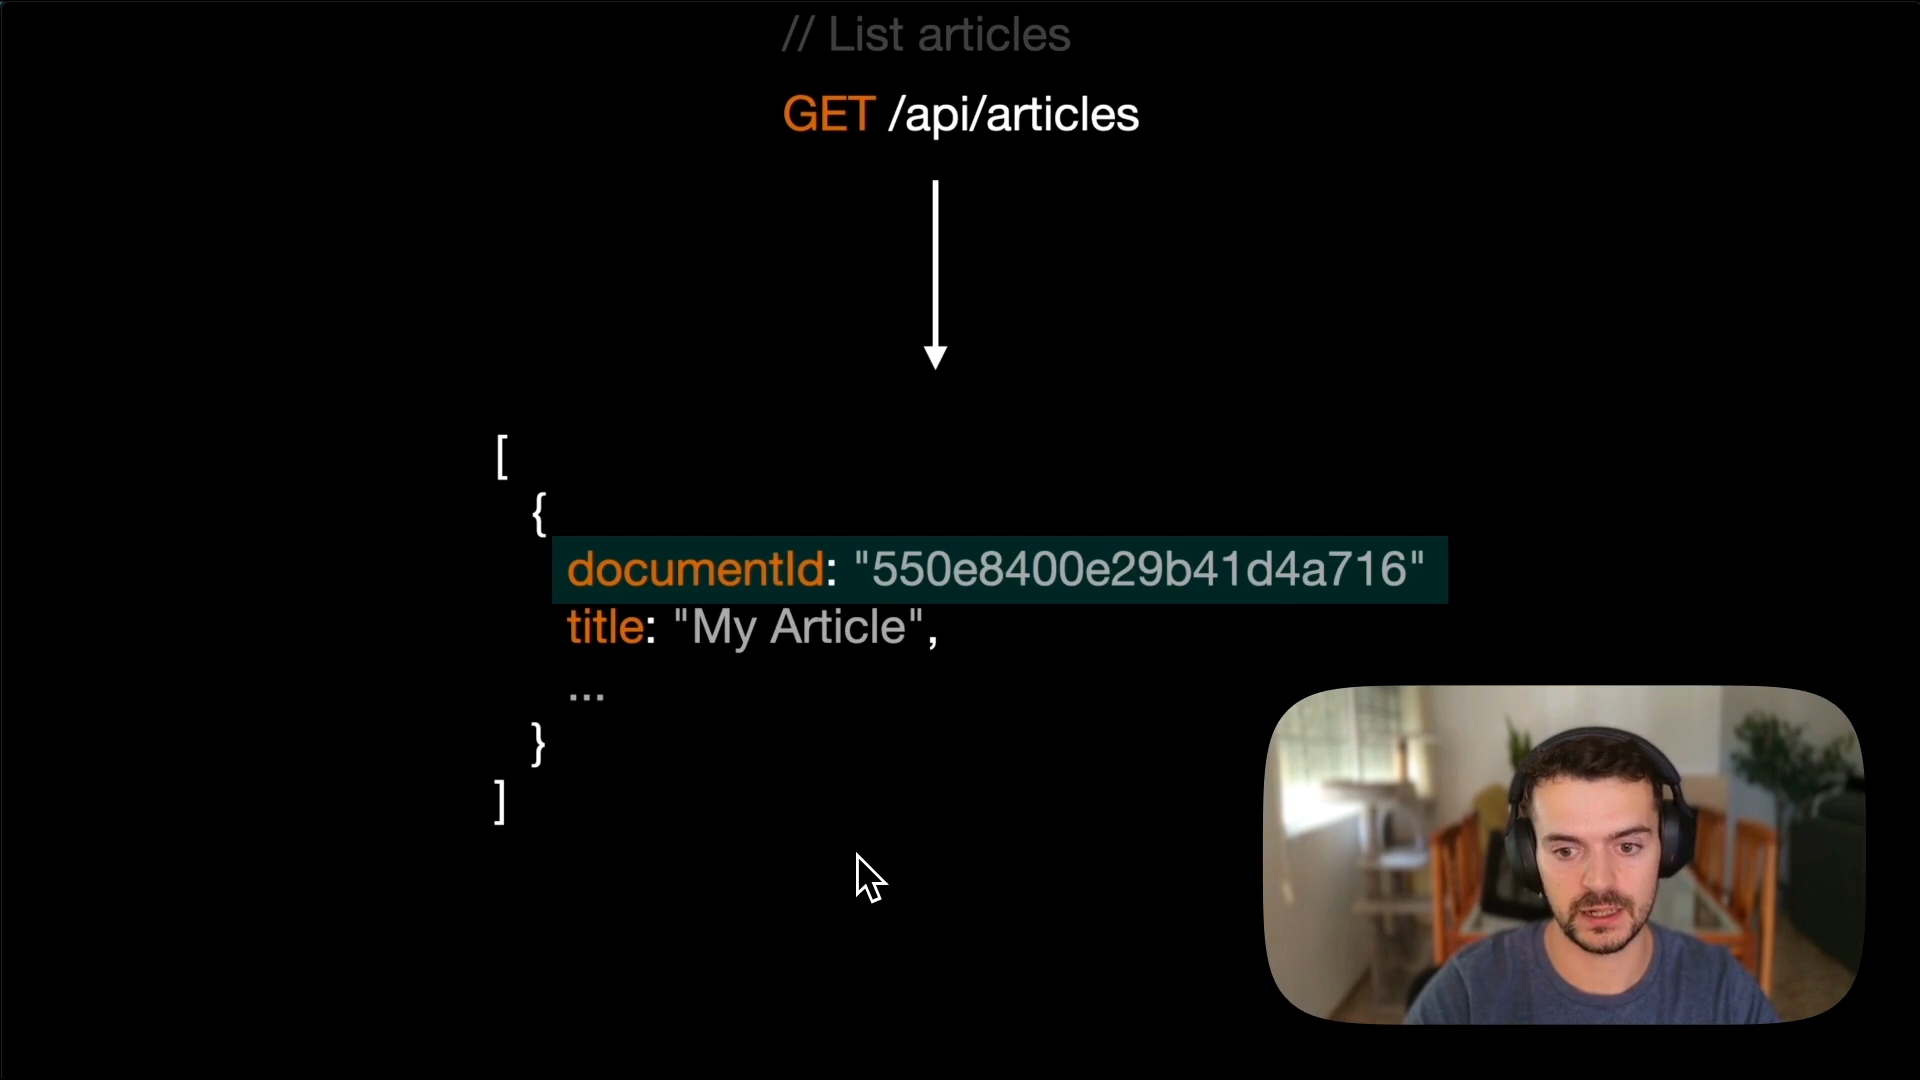 // List articles
GET /api/articles
[
{
documentId: "550e8400e29b41d4a716"
title: "My Article",
...
}
]